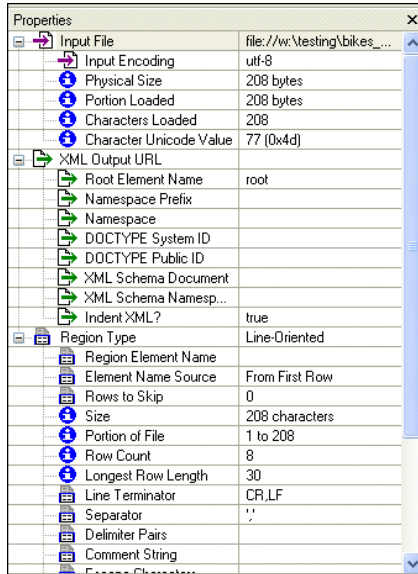 Properties
Input File file://w:\testing\bikes_...
Input Encoding utf-8
Physical Size 208 bytes
Portion Loaded 208 bytes
Characters Loaded 208
Character Unicode Value 77 (0x4d)
XML Output URL
Root Element Name root
Namespace Prefix
Namespace
DOCTYPE System ID
DOCTYPE Public ID
XML Schema Document
XML Schema Namesp...
Indent XML? true
Region Type Line-Oriented
Region Element Name
Element Name Source From First Row
Rows to Skip 0
Size 208 characters
Portion of File 1 to 208
Row Count 8
Longest Row Length 30
Line Terminator CR,LF
Separator ','
Delimiter Pairs
Comment String
Escape Characters